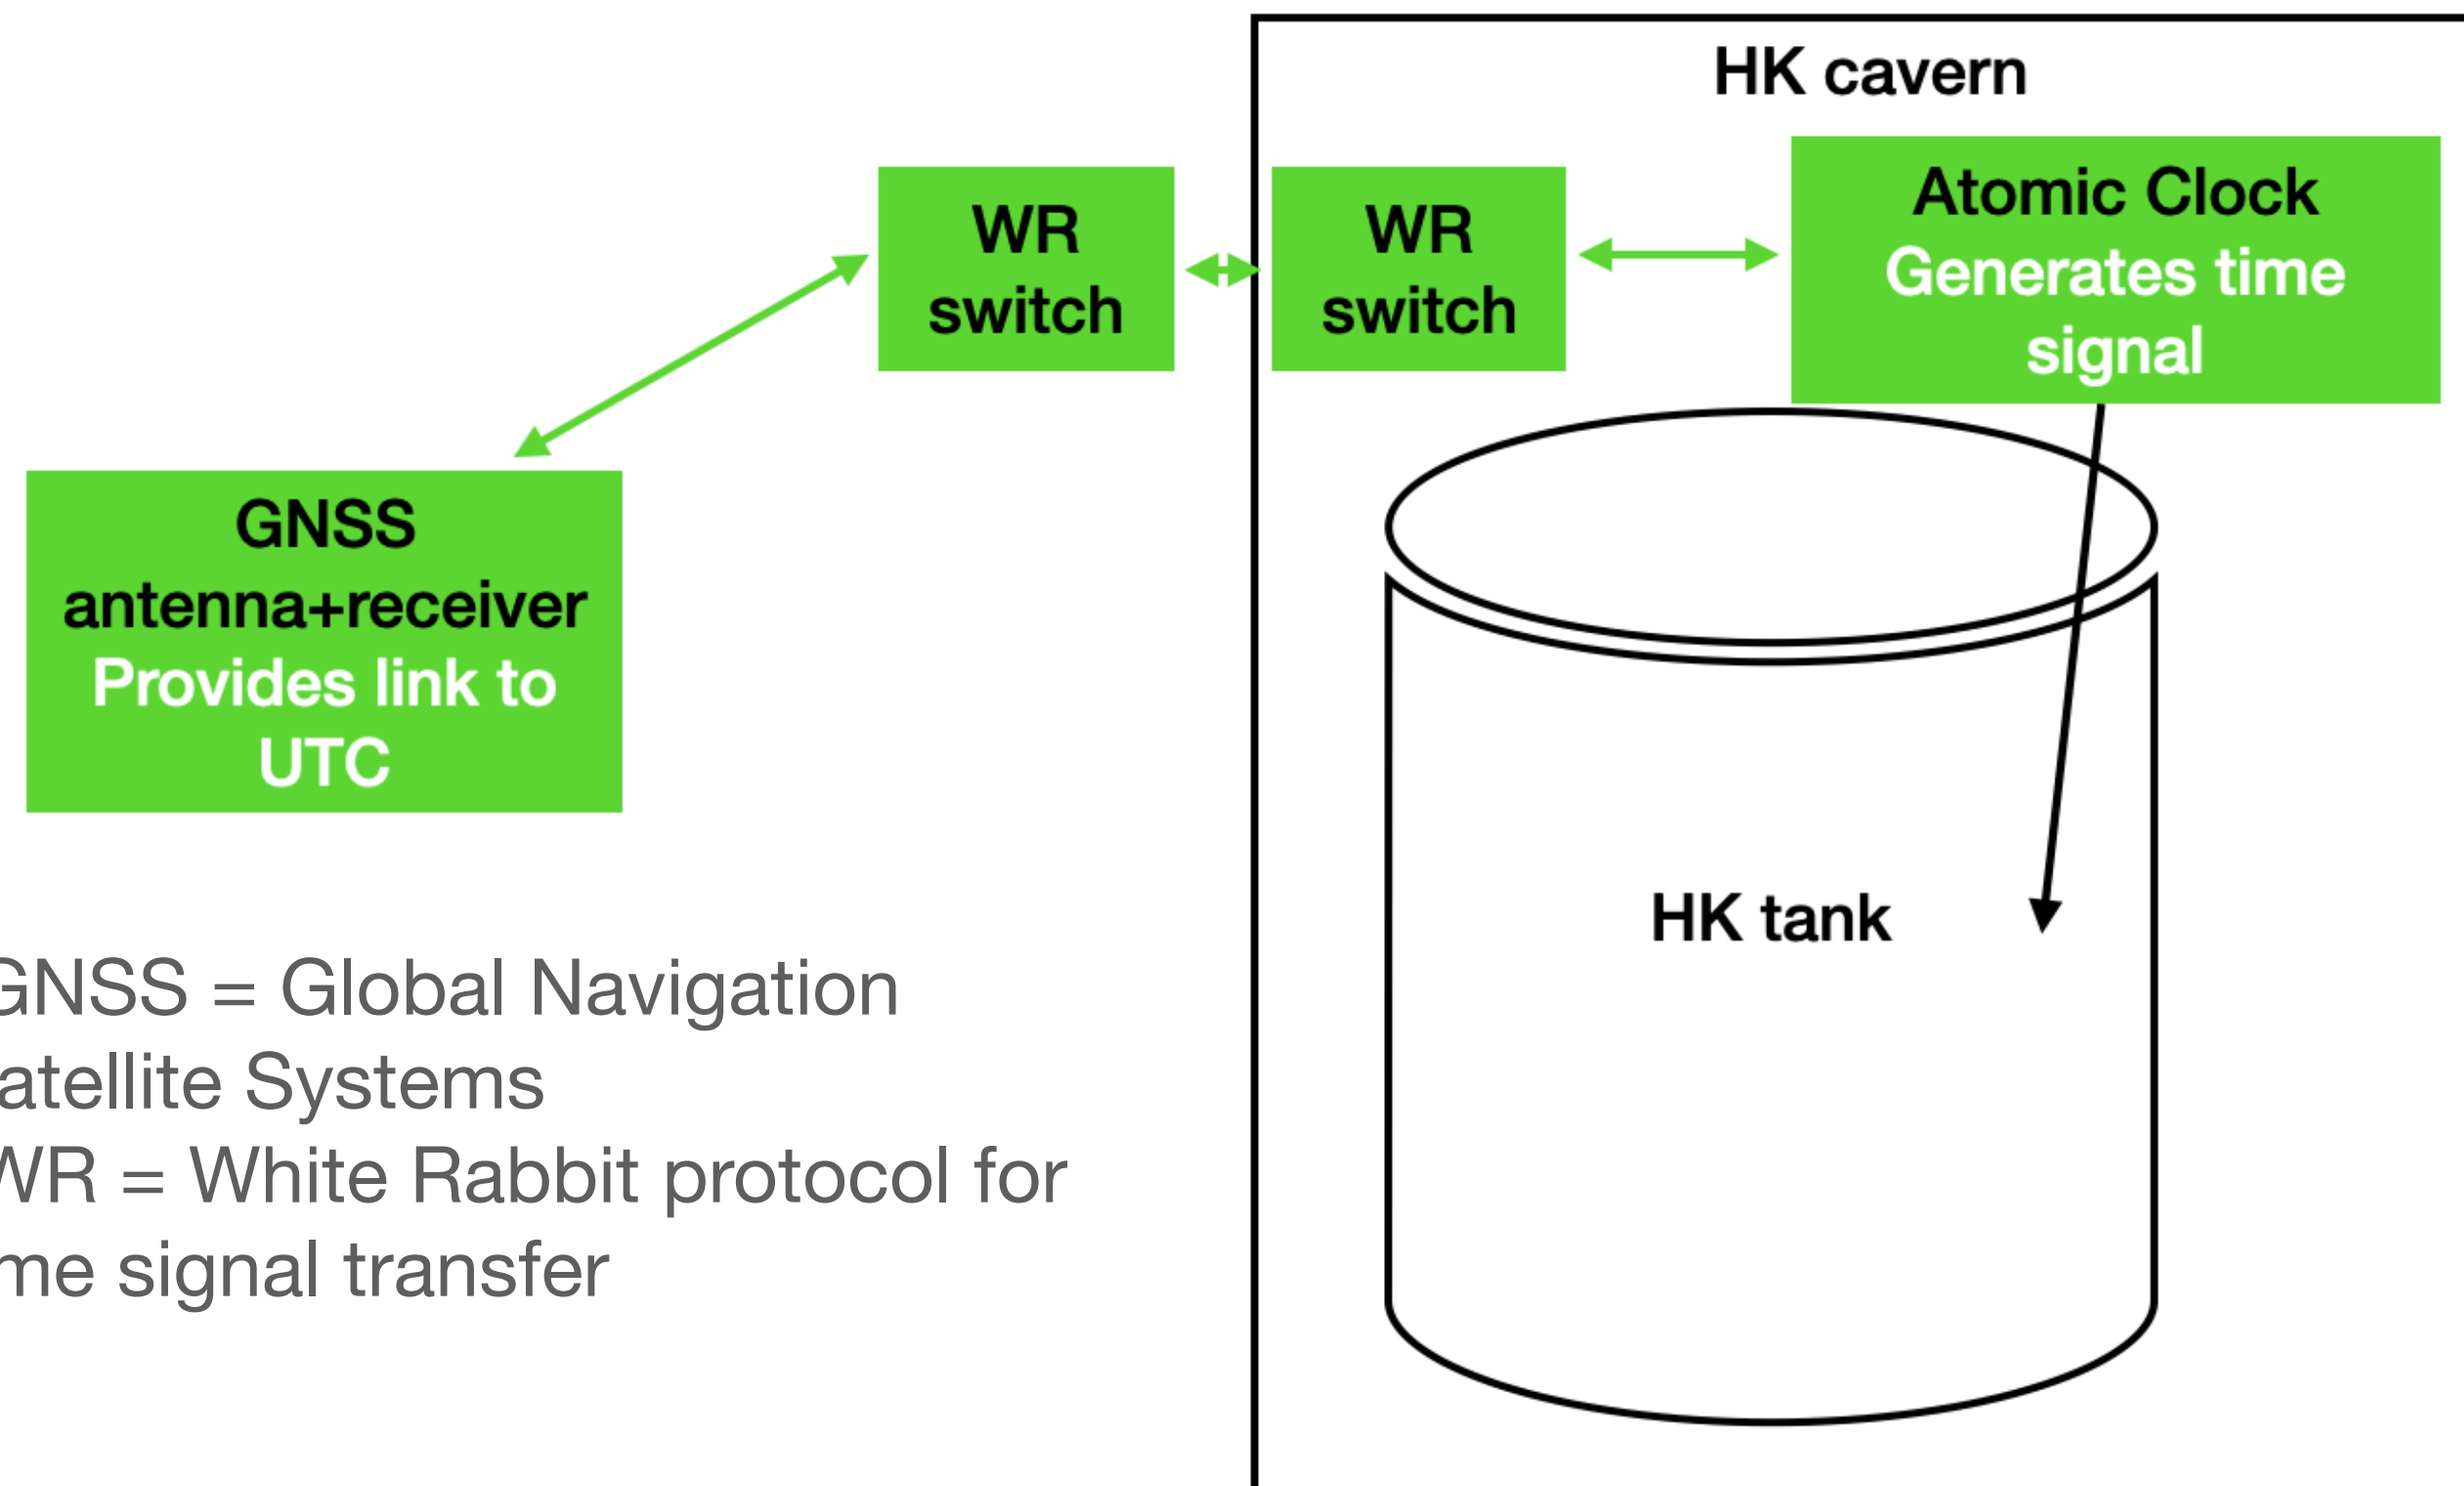 HK cavern
WR
switch
WR
switch
Atomic Clock
Generates time
signal
GNSS
antenna+receiver
Provides link to
UTC
HK tank
GNSS = Global Navigation
atellite Systems
WR = White Rabbit protocol for
me signal transfer